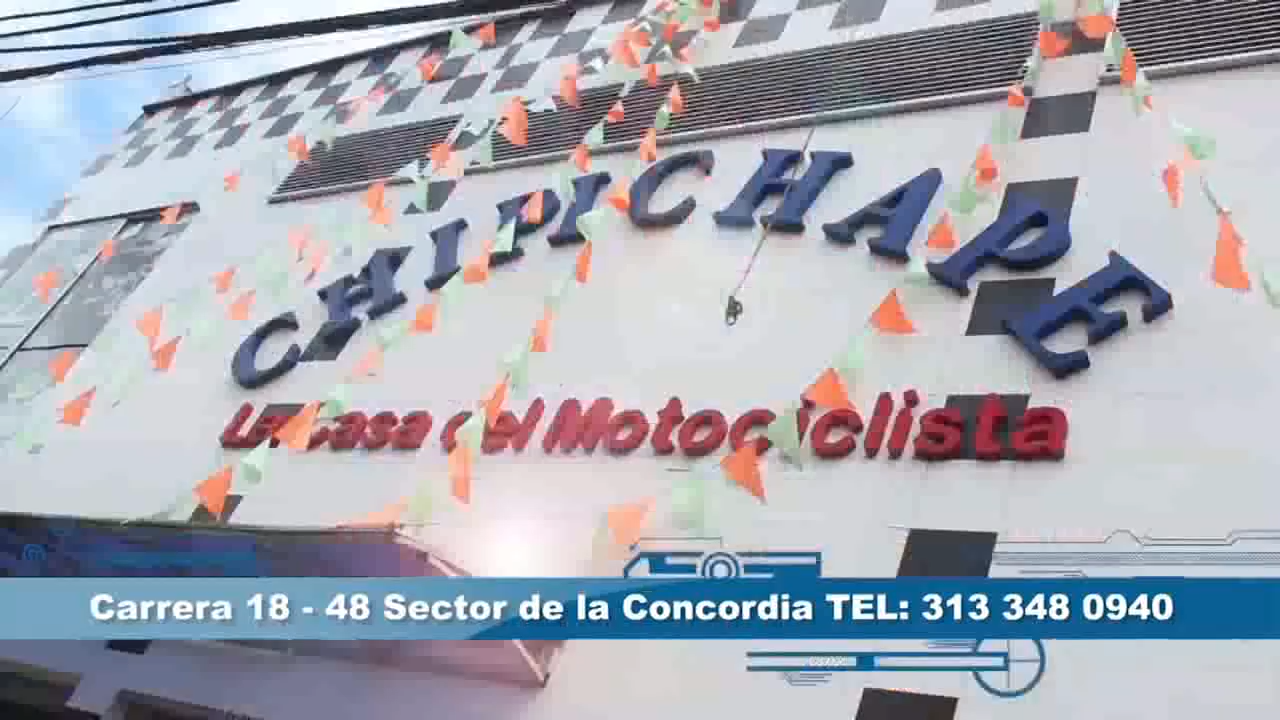 CHIPICHAPE
La Casa del Motociclista
Carrera 18 - 48 Sector de la Concordia TEL: 313 348 0940